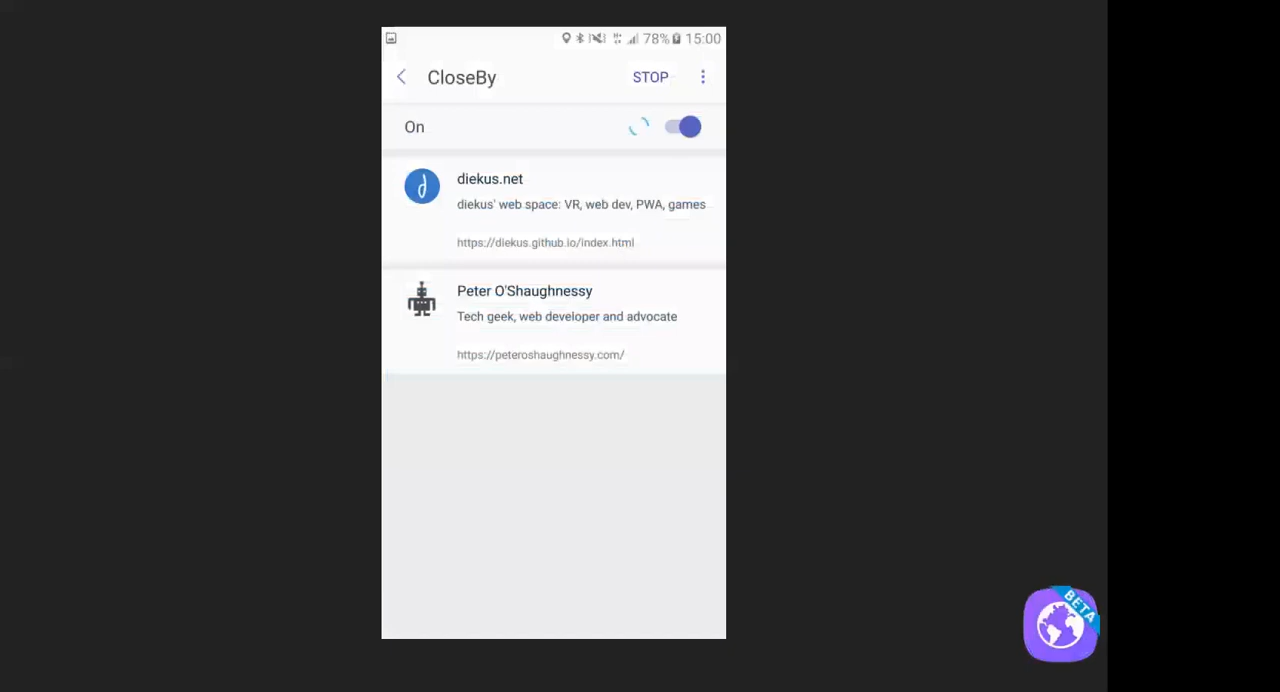 78% 15:00
CloseBy STOP
On
diekus.net
diekus' web space: VR, web dev, PWA, games
https://diekus.github.io/index.html
Peter O'Shaughnessy
Tech geek, web developer and advocate
https://peteroshaughnessy.com/
BETA